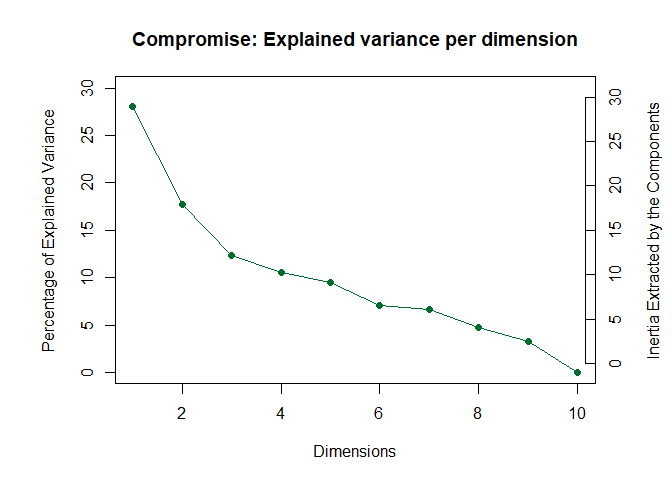 Compromise: Explained variance per dimension
Percentage of Explained Variance
30
25
20
15
10
5
0
30
25
20
15
10
5
0
Inertia Extracted by the Components
2 4 6 8 10
Dimensions